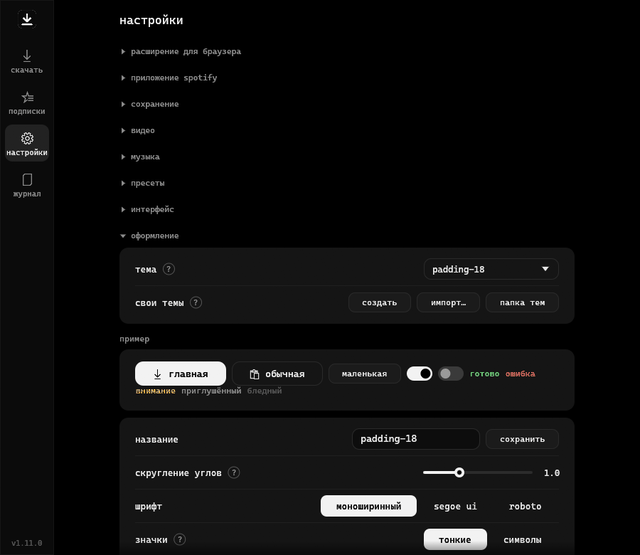 настройки
скачать
подписки
настройки
журнал
v1.11.0
расширение для браузера
приложение spotify
сохранение
видео
музыка
пресеты
интерфейс
оформление
тема ?
padding-18
свои темы ?
создать
импорт…
папка тем
пример
главная
обычная
маленькая
готово ошибка
внимание приглушённый бледный
название
padding-18
сохранить
скругление углов ?
1.0
шрифт
моноширинный
segoe ui
roboto
значки ?
тонкие
символы